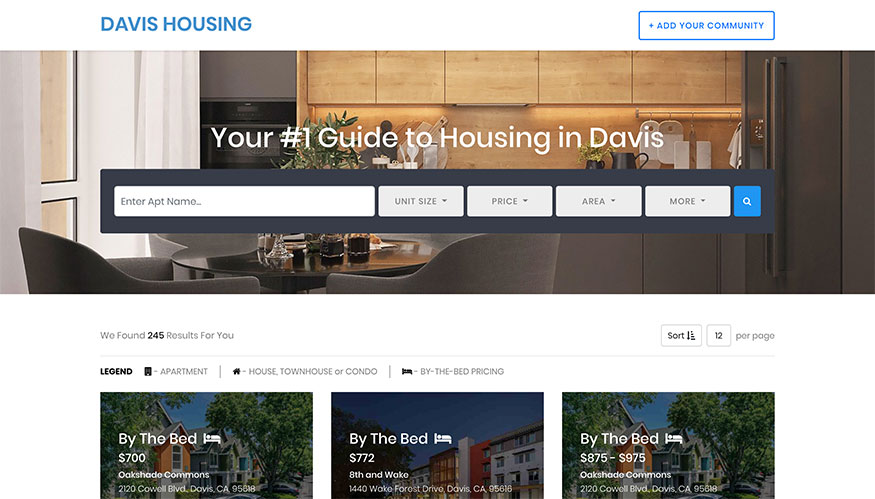 DAVIS HOUSING
+ ADD YOUR COMMUNITY
Your #1 Guide to Housing in Davis
Enter Apt Name...
UNIT SIZE
PRICE
AREA
MORE
We Found 245 Results For You
Sort
12
per page
LEGEND
- APARTMENT
- HOUSE, TOWNHOUSE or CONDO
- BY-THE-BED PRICING
By The Bed
$700
Oakshade Commons
2120 Cowell Blvd., Davis, CA, 95618
By The Bed
$772
8th and Wake
1440 Wake Forest Drive, Davis, CA, 95616
By The Bed
$875 - $975
Oakshade Commons
2120 Cowell Blvd., Davis, CA, 95618